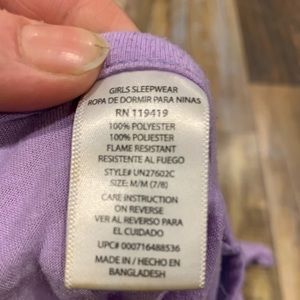 GIRLS SLEEPWEAR
ROPA DE DORMIR PARA NINAS
RN 119419
100% POLYESTER
100% POLIESTER
FLAME RESISTANT
RESISTENTE AL FUEGO
STYLE# UN27602C
SIZE: M/M (7/8)
CARE INSTRUCTION
ON REVERSE
VER AL REVERSO PARA
EL CUIDADO
UPC# 000716488536
MADE IN / HECHO EN
BANGLADESH